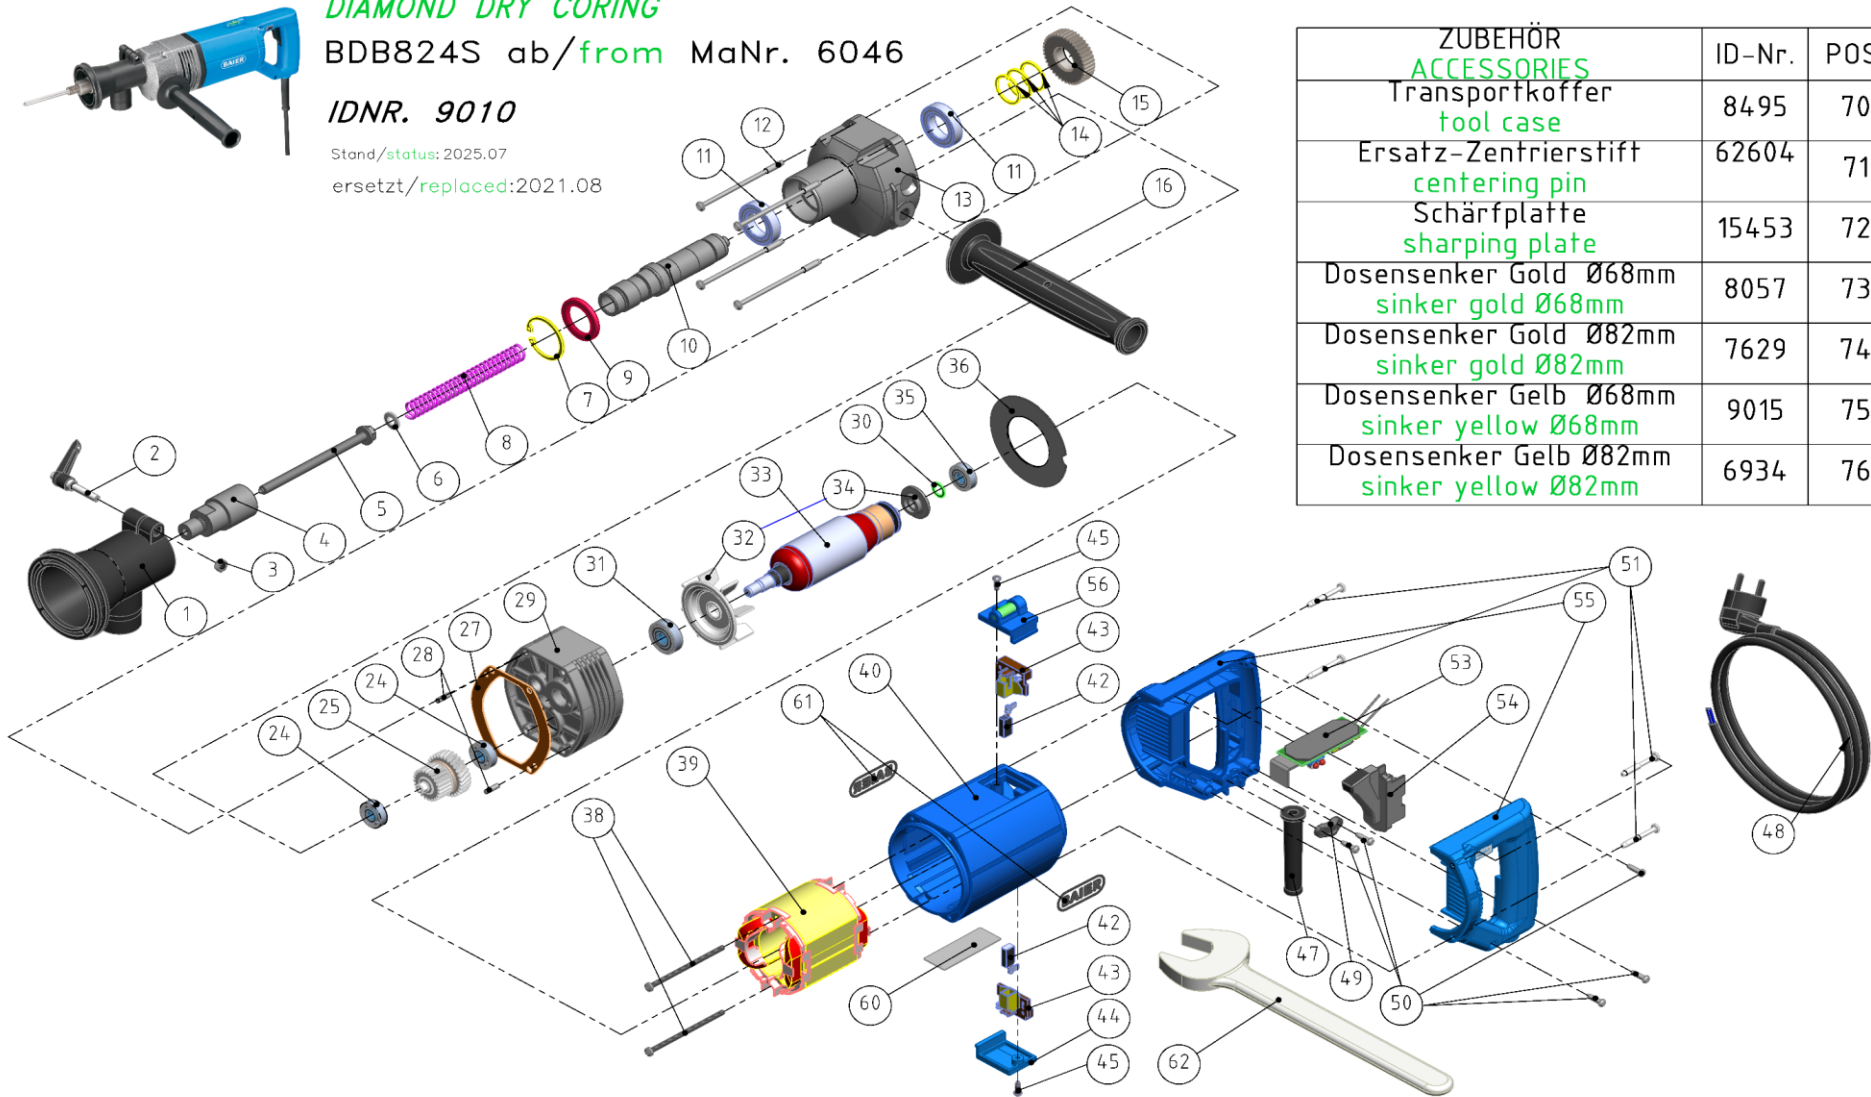 DIAMOND DRY CORING
BDB824S ab/from MaNr. 6046
IDNR. 9010
Stand/status:2025.07
ersetzt/replaced:2021.08
BAIER
ZUBEHÖR
ACCESSORIES
ID-Nr.
POS
Transportkoffer
tool case
8495
70
Ersatz-Zentrierstift
centering pin
62604
71
Schärfplatte
sharping plate
15453
72
Dosensenker Gold Ø68mm
sinker gold Ø68mm
8057
73
Dosensenker Gold Ø82mm
sinker gold Ø82mm
7629
74
Dosensenker Gelb Ø68mm
sinker yellow Ø68mm
9015
75
Dosensenker Gelb Ø82mm
sinker yellow Ø82mm
6934
76
12
11
15
14
11
13
16
10
9
7
8
6
5
2
4
3
1
36
35
30
34
33
32
31
29
27
28
24
25
24
45
56
43
42
40
61
39
38
51
55
53
54
48
BAIER
BAIER
42
43
44
45
60
47
49
50
62